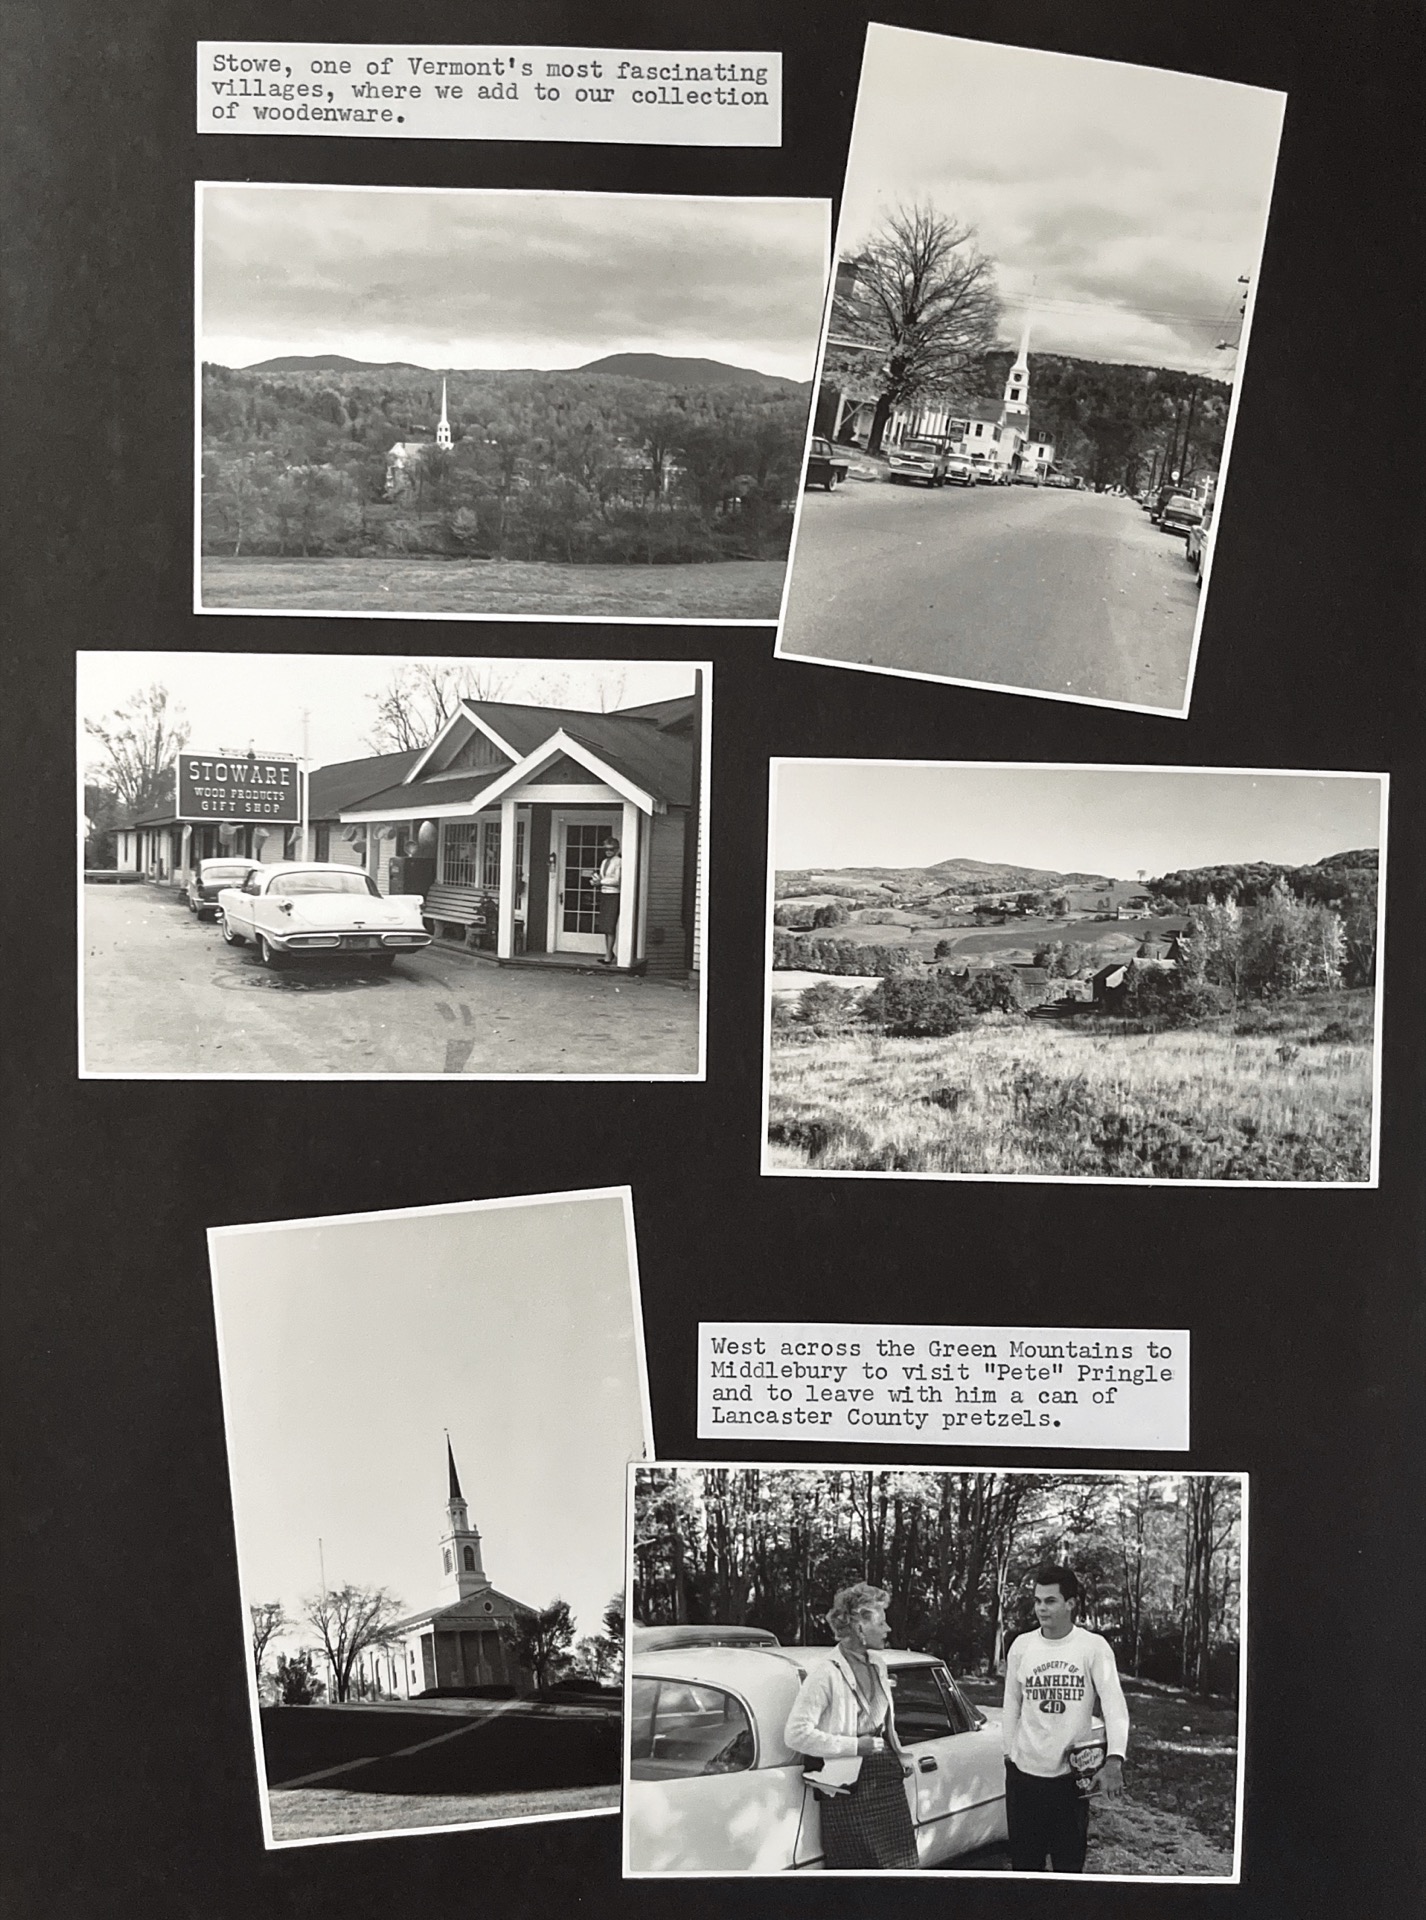 Stowe, one of Vermont's most fascinating
villages, where we add to our collection
of woodenware.
STOWARE
WOOD PRODUCTS
GIFT SHOP
West across the Green Mountains to
Middlebury to visit "Pete" Pringle
and to leave with him a can of
Lancaster County pretzels.
PROPERTY OF
MANHEIM
TOWNSHIP
40